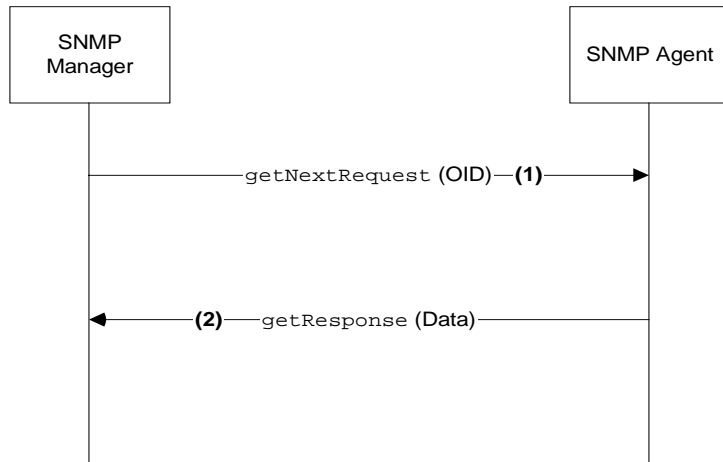 SNMP
Manager
SNMP Agent
getNextRequest (OID) (1)
(2) getResponse (Data)